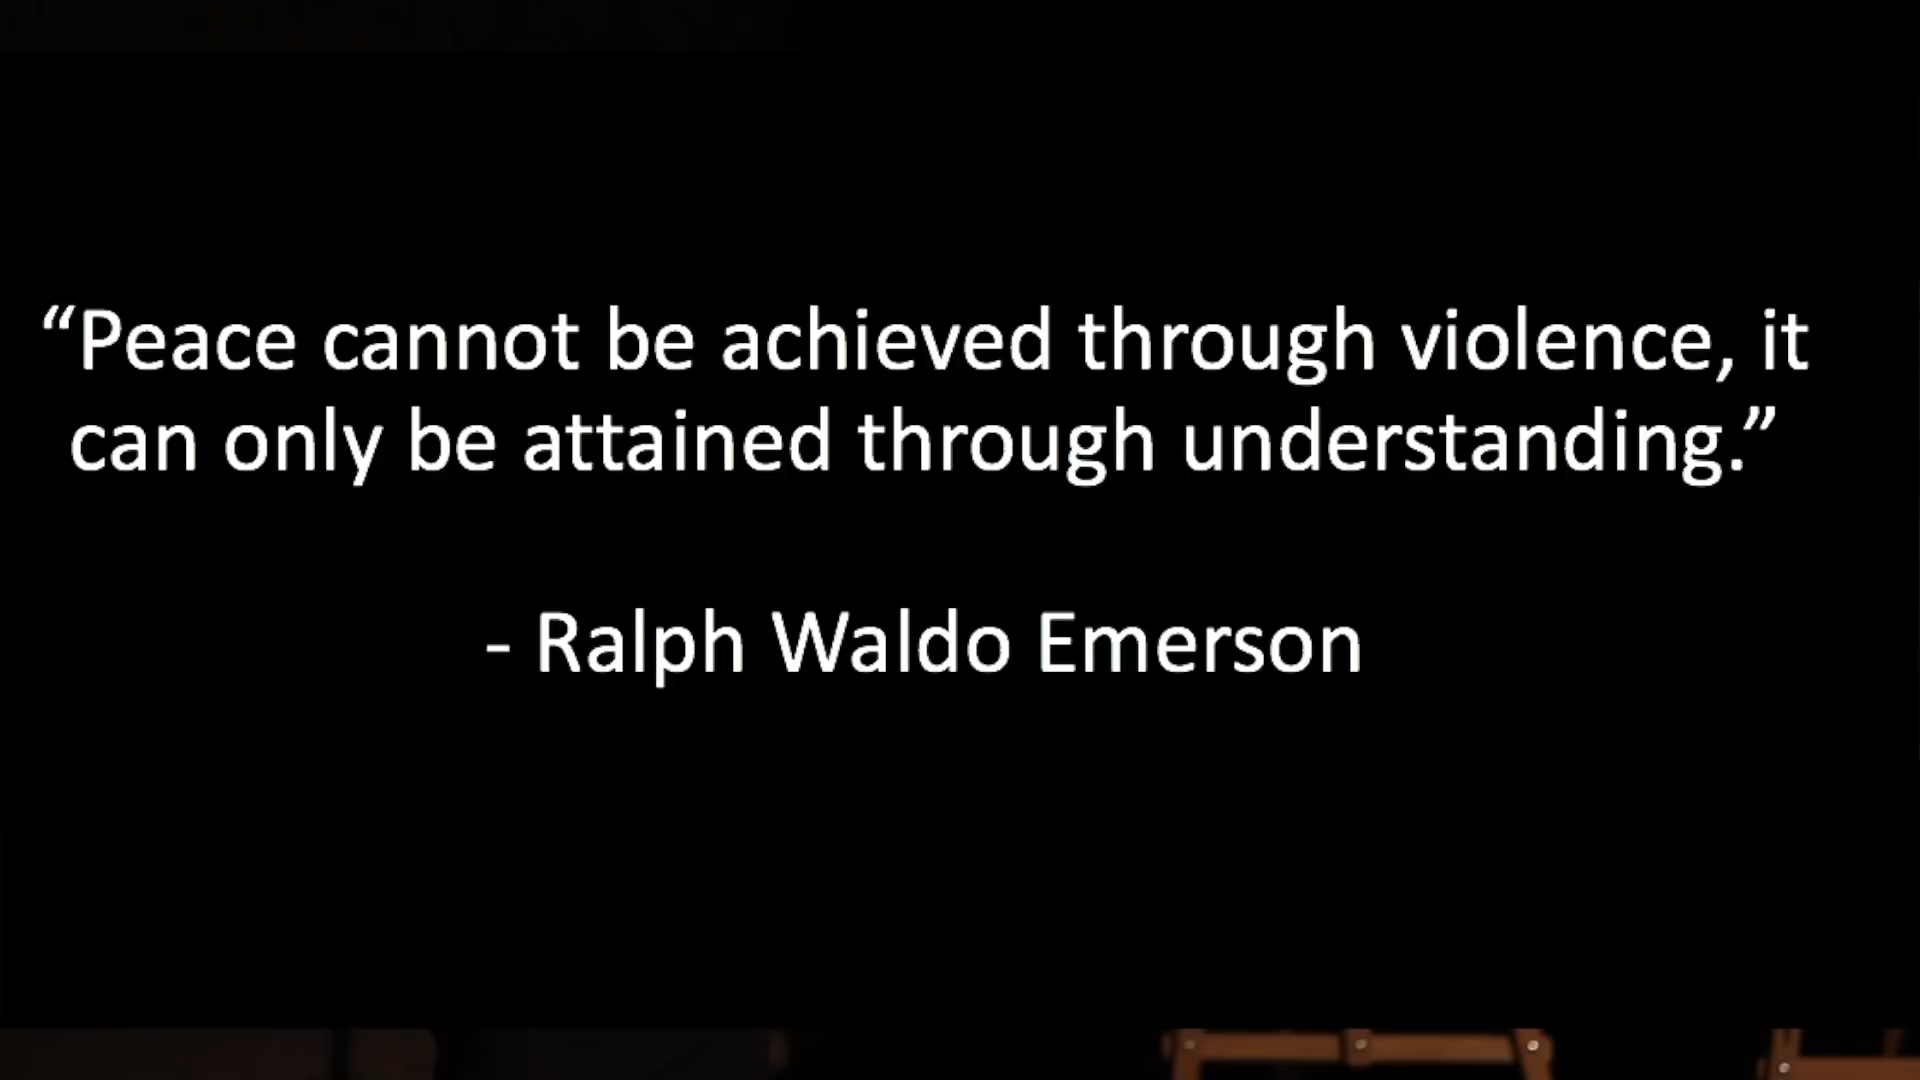 “Peace cannot be achieved through violence, it
can only be attained through understanding.”
- Ralph Waldo Emerson